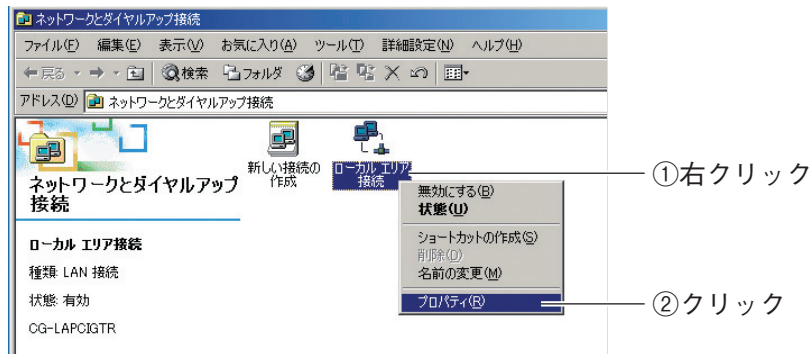 ネットワークとダイヤルアップ接続
ファイル(F) 編集(E) 表示(V) お気に入り(A) ツール(T) 詳細設定(N) ヘルプ(H)
戻る 検索 フォルダ
アドレス(D) ネットワークとダイヤルアップ接続
ネットワークとダイヤルアップ
接続
ローカル エリア接続
種類: LAN 接続
状態: 有効
CG-LAPCIGTR
新しい接続の
作成
ローカル エリア
接続
無効にする(B)
状態(U)
ショートカットの作成(S)
削除(D)
名前の変更(M)
プロパティ(R)
①右クリック
②クリック